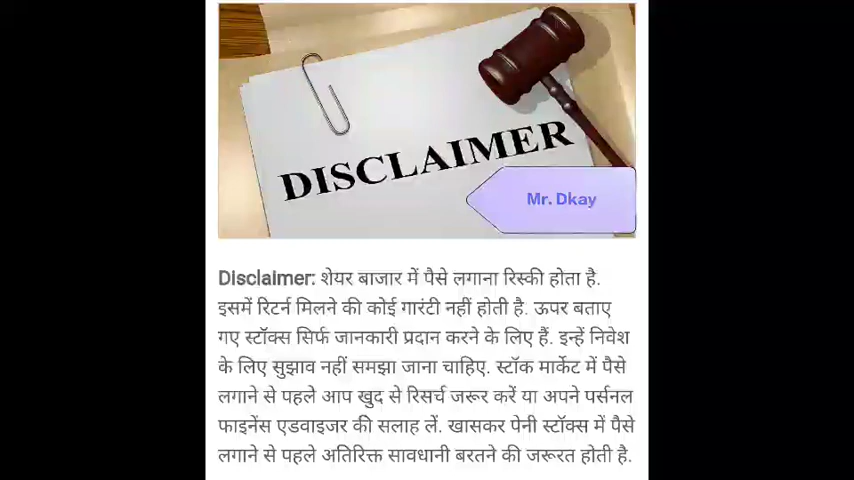 DISCLAIMER
Mr. Dkay
Disclaimer: शेयर बाजार में पैसे लगाना रिस्की होता है.
इसमें रिटर्न मिलने की कोई गारंटी नहीं होती है. ऊपर बताए
गए स्टॉक्स सिर्फ जानकारी प्रदान करने के लिए हैं. इन्हें निवेश
के लिए सुझाव नहीं समझा जाना चाहिए. स्टॉक मार्केट में पैसे
लगाने से पहले आप खुद से रिसर्च जरूर करें या अपने पर्सनल
फाइनेंस एडवाइजर की सलाह लें. खासकर पेनी स्टॉक्स में पैसे
लगाने से पहले अतिरिक्त सावधानी बरतने की जरूरत होती है.